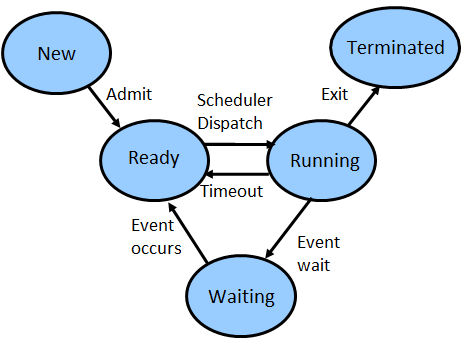 New
Terminated
Admit
Scheduler
Dispatch
Exit
Ready
Running
Timeout
Event
occurs
Event
wait
Waiting